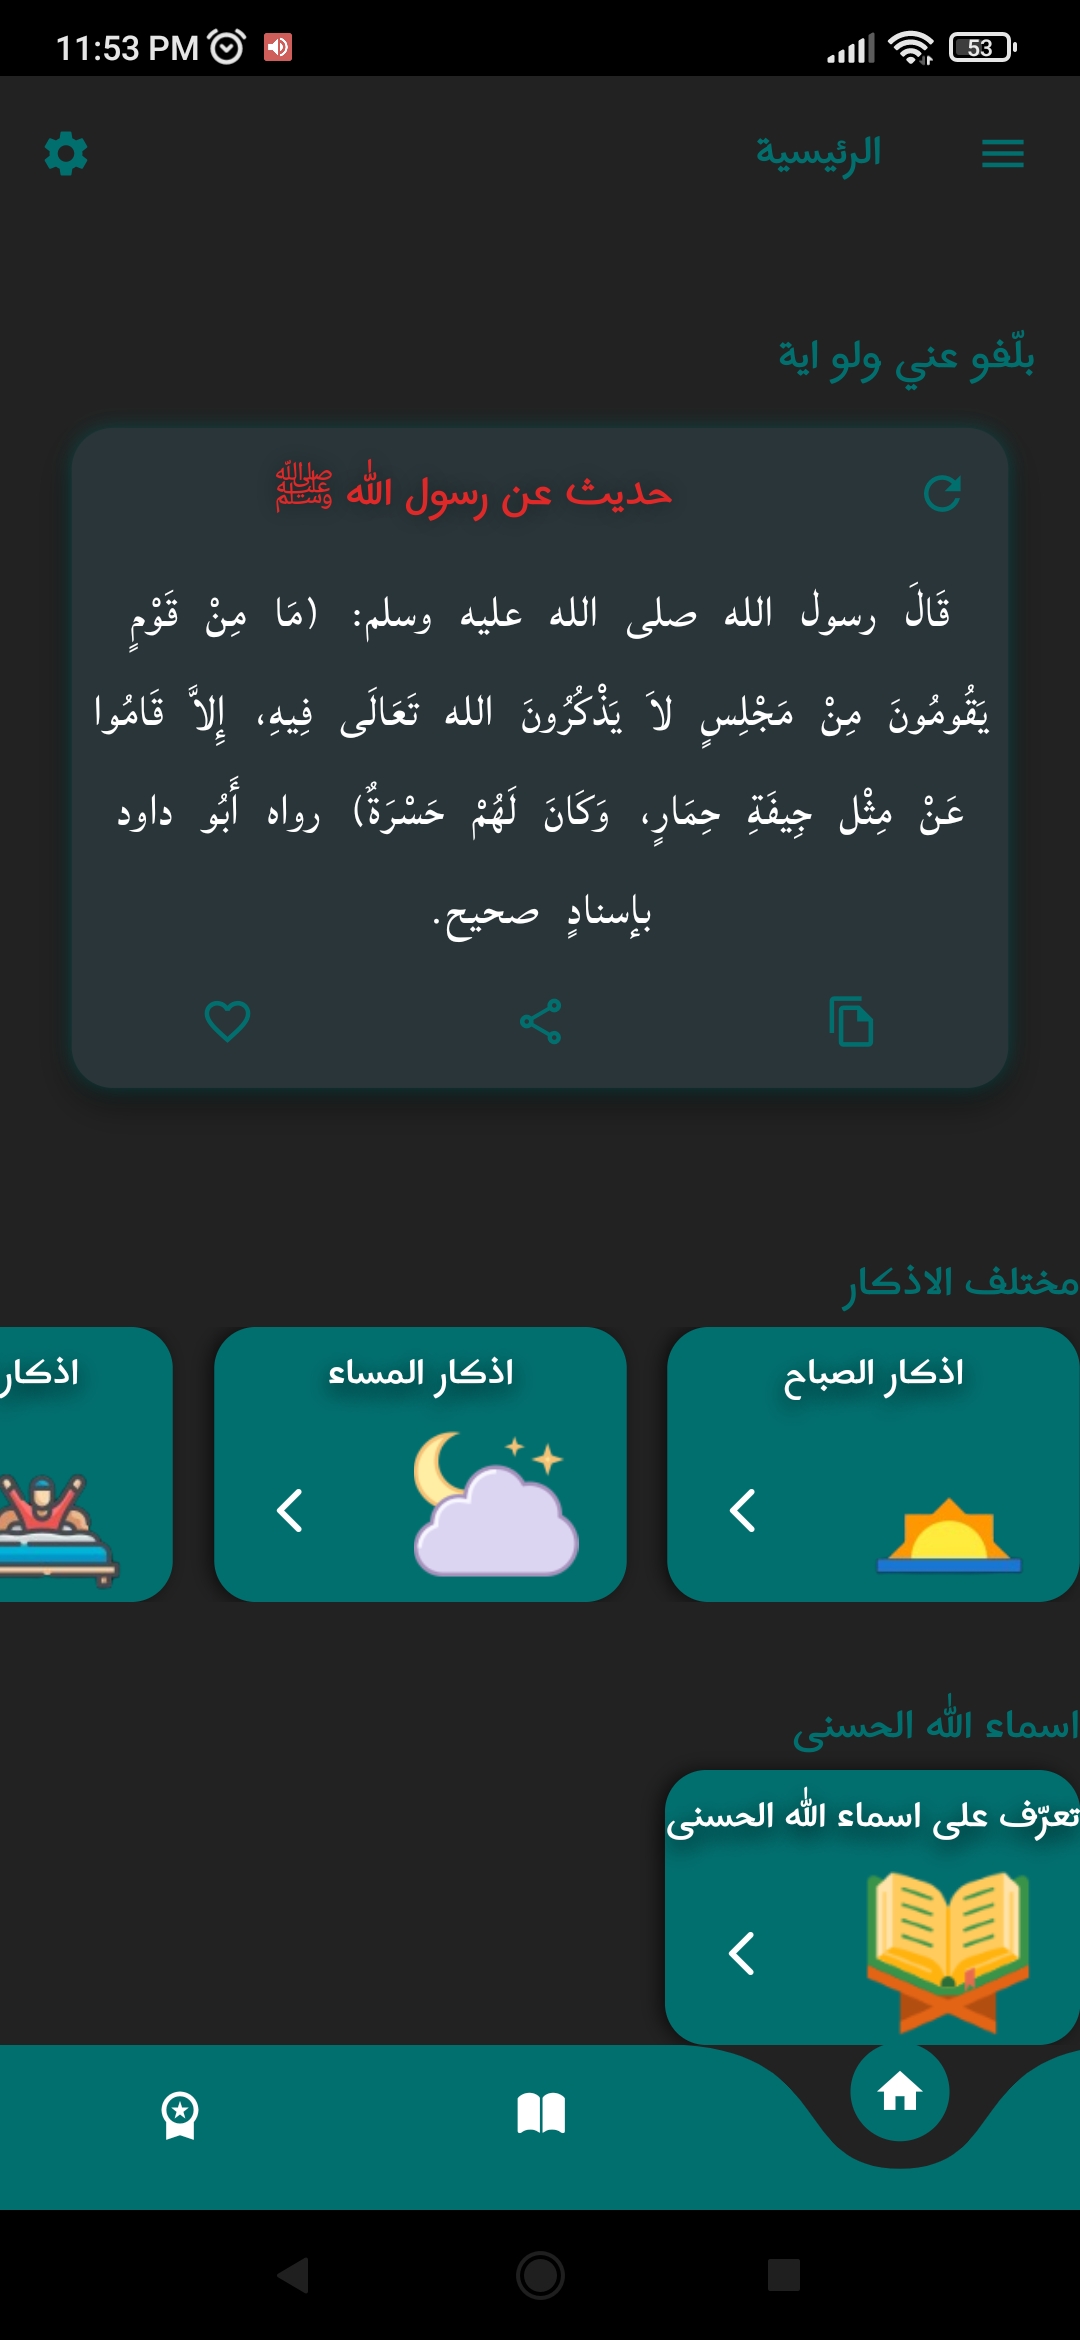 11:53 PM
53
الرئيسية
بلّغو عني ولو اية
حديث عن رسول الله ﷺ
قَالَ رسول الله صلى الله عليه وسلم: (مَا مِنْ قَوْمٍ
يَقُومُونَ مِنْ مَجْلِسٍ لاَ يَذْكُرُونَ الله تَعَالَى فِيهِ، إِلاَّ قَامُوا
عَنْ مِثْل جِيفَةِ حِمَارٍ، وَكَانَ لَهُمْ حَسْرَةٌ) رواه أَبُو داود
بإسنادٍ صحيح.
مختلف الاذكار
اذكار الصباح
اذكار المساء
اذكار
اسماء الله الحسنى
تعرّف على اسماء الله الحسنى